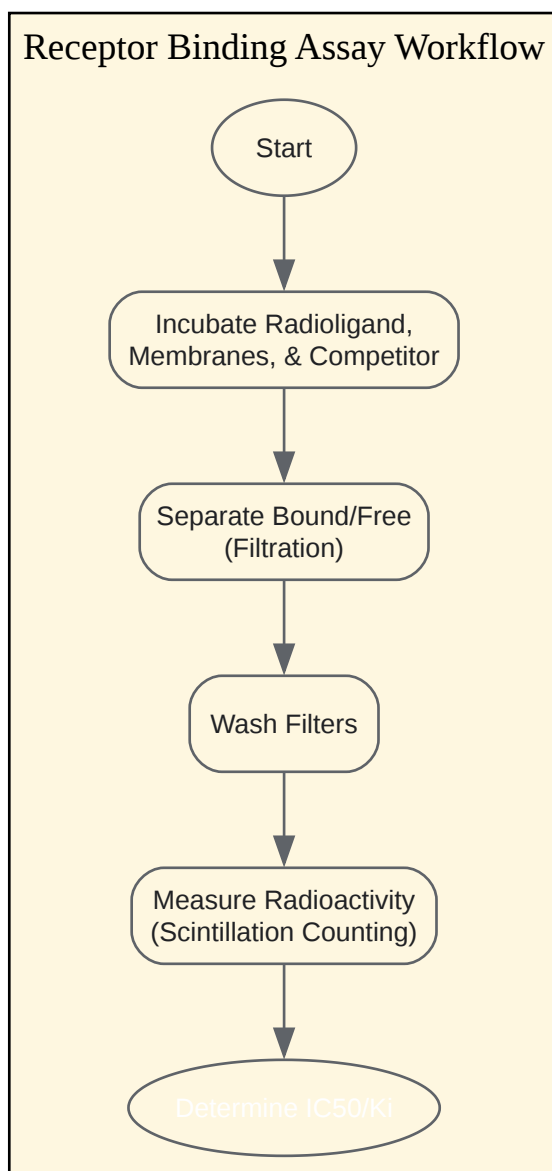 Receptor Binding Assay Workflow
Start
Incubate Radioligand,
Membranes, & Competitor
Separate Bound/Free
(Filtration)
Wash Filters
Measure Radioactivity
(Scintillation Counting)
Determine IC50/Ki